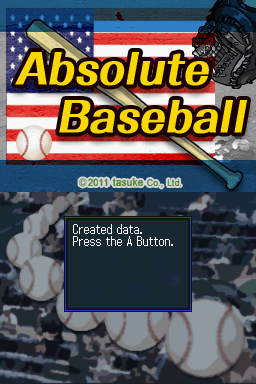 Absolute
Baseball
©2011 tasuke Co., Ltd.
Created data.
Press the A Button.